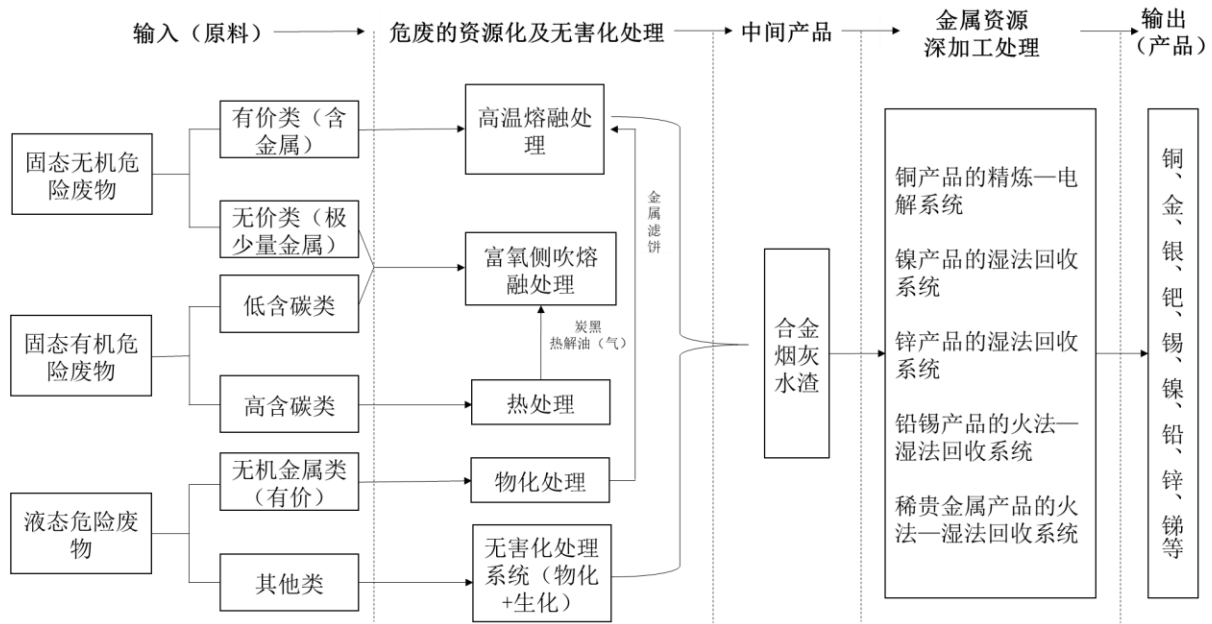 输入（原料）
危废的资源化及无害化处理
中间产品
金属资源
深加工处理
输出
（产品）
固态无机危
险废物
有价类（含
金属）
无价类（极
少量金属）
固态有机危
险废物
低含碳类
高含碳类
液态危险废
物
无机金属类
（有价）
其他类
高温熔融处
理
富氧侧吹熔
融处理
炭黑
热解油（气）
热处理
物化处理
无害化处理
系统（物化
+生化）
金属滤饼
合金
烟灰
水渣
铜产品的精炼—电
解系统
镍产品的湿法回收
系统
锌产品的湿法回收
系统
铅锡产品的火法—
湿法回收系统
稀贵金属产品的火
法—湿法回收系统
铜、金、银、钯、锡、镍、铅、锌、锑等